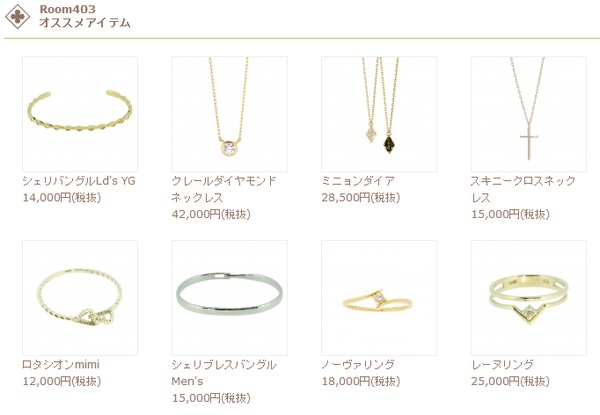 Room403
オススメアイテム
シェリバングルLd's YG
14,000円(税抜)
クレールダイヤモンド
ネックレス
42,000円(税抜)
ミニョンダイア
28,500円(税抜)
スキニークロスネック
レス
15,000円(税抜)
ロタシオンmimi
12,000円(税抜)
シェリブレスバングル
Men's
15,000円(税抜)
ノーヴァリング
18,000円(税抜)
レーヌリング
25,000円(税抜)